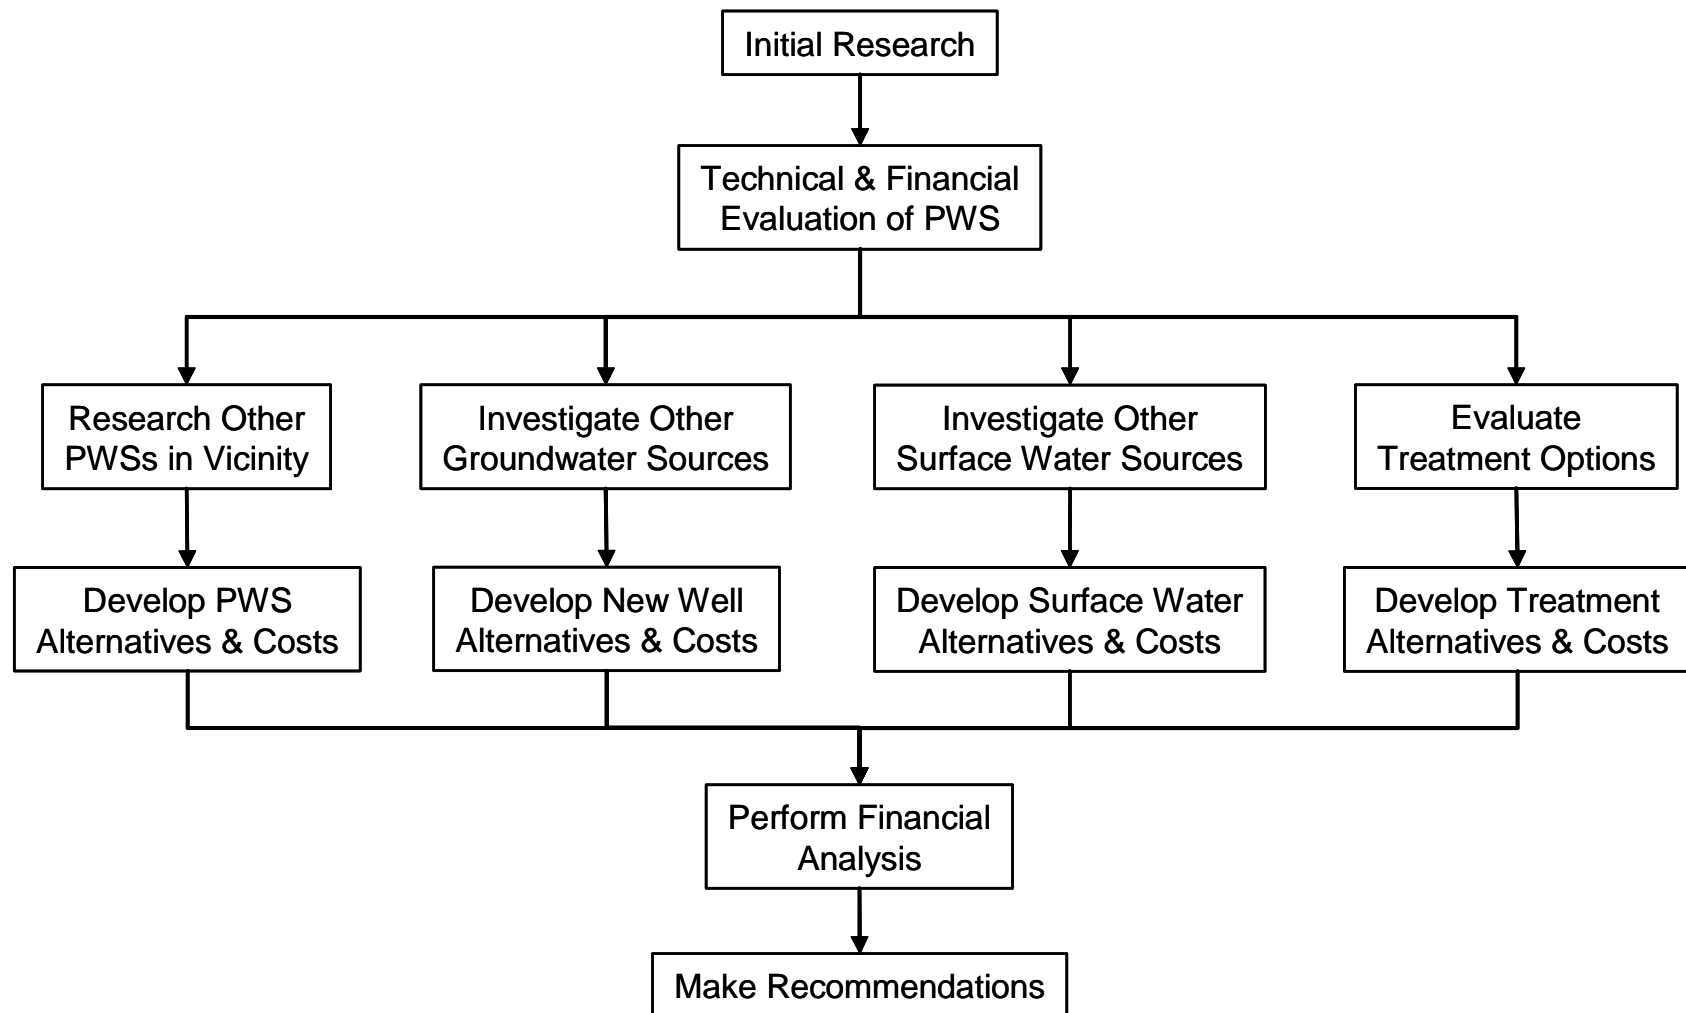 Initial Research
Technical & Financial
Evaluation of PWS
Research Other
PWSs in Vicinity
Investigate Other
Groundwater Sources
Investigate Other
Surface Water Sources
Evaluate
Treatment Options
Develop PWS
Alternatives & Costs
Develop New Well
Alternatives & Costs
Develop Surface Water
Alternatives & Costs
Develop Treatment
Alternatives & Costs
Perform Financial
Analysis
Make Recommendations